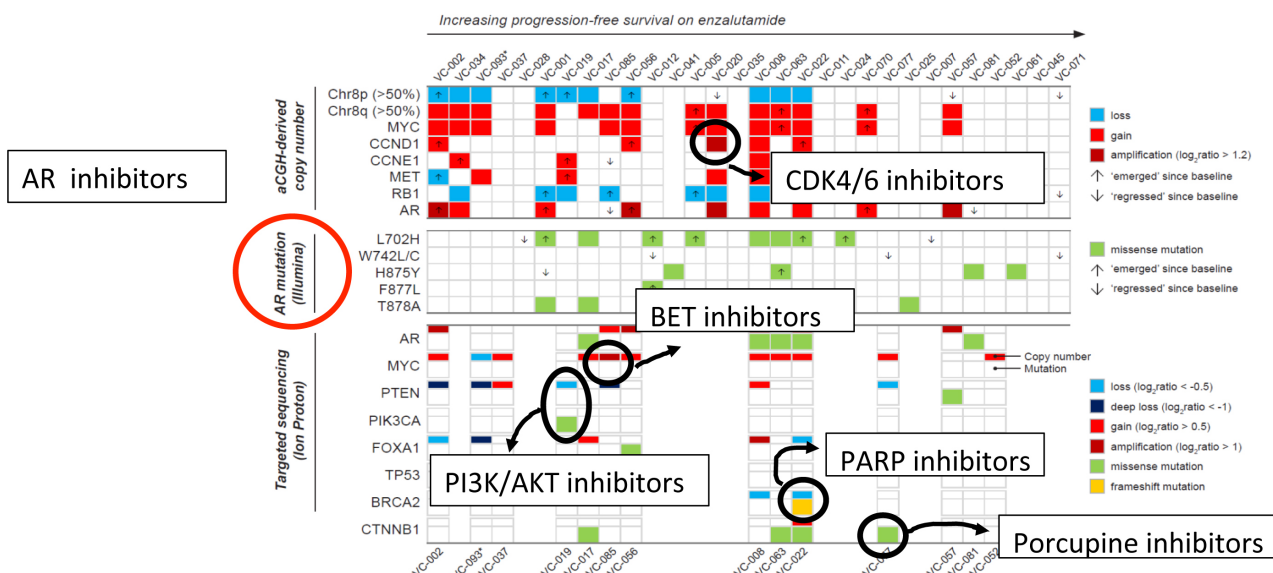 Increasing progression-free survival on enzalutamide
VC-002 VC-034 VC-093* VC-037 VC-028 VC-001 VC-019 VC-017 VC-085 VC-056 VC-012 VC-041 VC-005 VC-020 VC-035 VC-008 VC-063 VC-022 VC-011 VC-024 VC-070 VC-077 VC-025 VC-007 VC-057 VC-081 VC-052 VC-061 VC-045 VC-071
aCGH-derived
copy number
Chr8p (>50%)
Chr8q (>50%)
MYC
CCND1
CCNE1
MET
RB1
AR
loss
gain
amplification (log2ratio > 1.2)
↑ 'emerged' since baseline
↓ 'regressed' since baseline
AR inhibitors
CDK4/6 inhibitors
AR mutation
(Illumina)
L702H
W742L/C
H875Y
F877L
T878A
missense mutation
↑ 'emerged' since baseline
↓ 'regressed' since baseline
BET inhibitors
Targeted sequencing
(Ion Proton)
AR
MYC
PTEN
PIK3CA
FOXA1
TP53
BRCA2
CTNNB1
Copy number
Mutation
loss (log2ratio < -0.5)
deep loss (log2ratio < -1)
gain (log2ratio > 0.5)
amplification (log2ratio > 1)
missense mutation
frameshift mutation
PI3K/AKT inhibitors
PARP inhibitors
Porcupine inhibitors
VC-002 VC-093* VC-037 VC-019 VC-017 VC-085 VC-056 VC-008 VC-063 VC-022 VC-057 VC-081